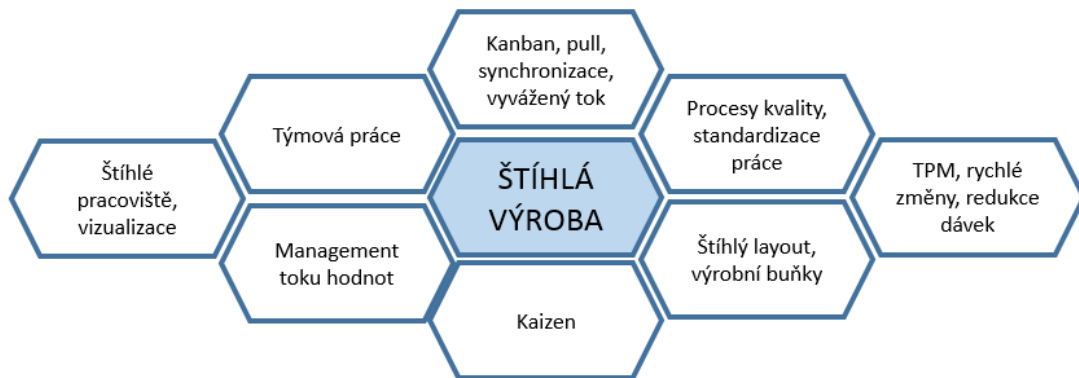 Kanban, pull,
synchronizace,
vyvážený tok
Týmová práce
Procesy kvality,
standardizace
práce
Štíhlé
pracoviště,
vizualizace
ŠTÍHLÁ
VÝROBA
TPM, rychlé
změny, redukce
dávek
Management
toku hodnot
Štíhlý layout,
výrobní buňky
Kaizen